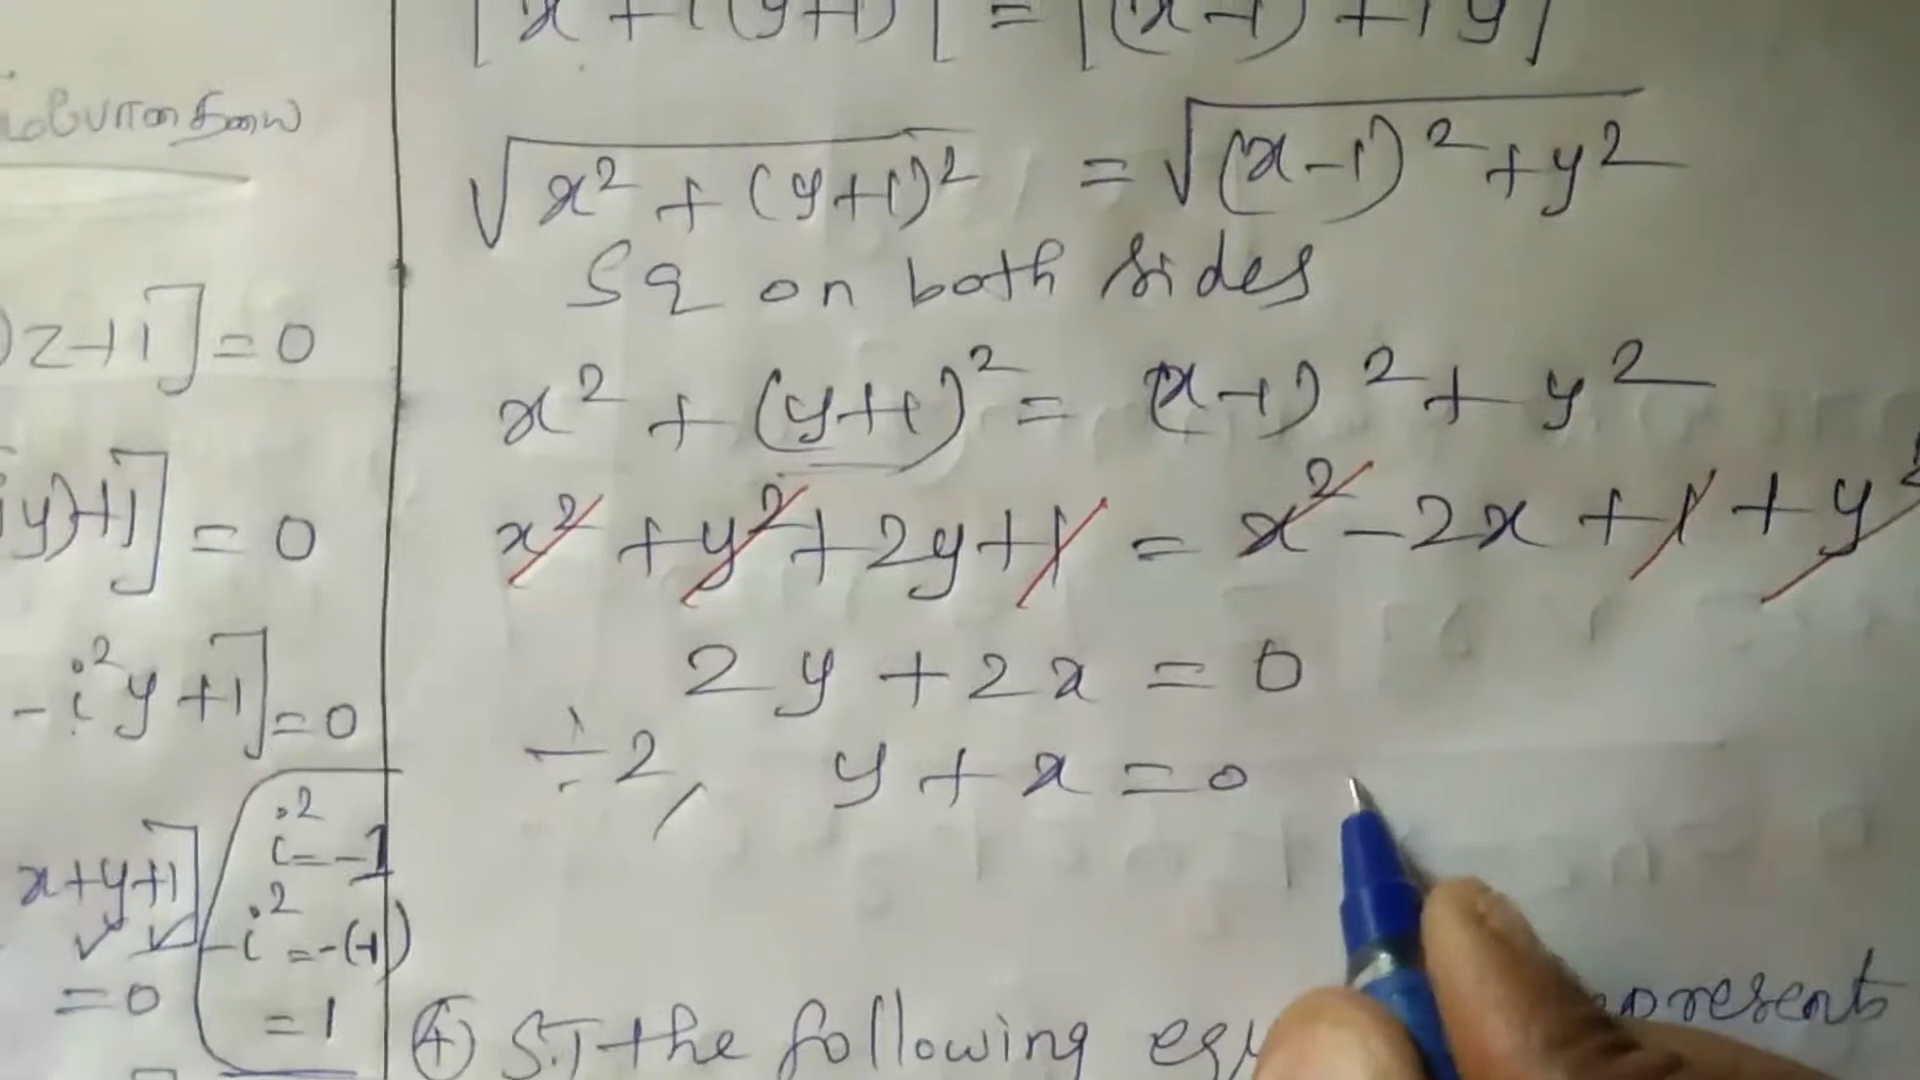 |x+i(y+1)| = |(x-1)+iy|
√(x² + (y+1)²) = √((x-1)² + y²)
Sq on both sides
x² + (y+1)² = (x-1)² + y²
x² + y² + 2y + 1 = x² - 2x + 1 + y²
2y + 2x = 0
÷2, y + x = 0
④ S.T the following
z+1] = 0
iy)+1] = 0
-i²y+1] = 0
x+y+1]
= 0
i² = -1
-i² = -(-1)
= 1